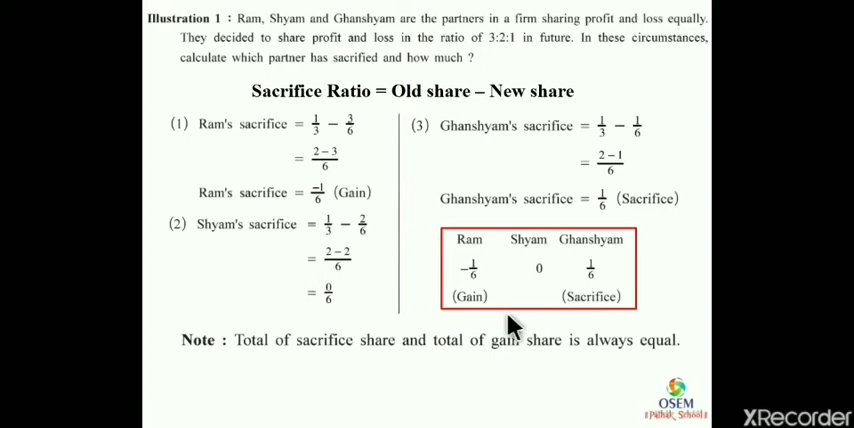 Illustration 1 : Ram, Shyam and Ghanshyam are the partners in a firm sharing profit and loss equally.
They decided to share profit and loss in the ratio of 3:2:1 in future. In these circumstances,
calculate which partner has sacrified and how much ?
Sacrifice Ratio = Old share – New share
(1) Ram's sacrifice = 1/3 − 3/6
= 2−3/6
Ram's sacrifice = −1/6 (Gain)
(2) Shyam's sacrifice = 1/3 − 2/6
= 2−2/6
= 0/6
(3) Ghanshyam's sacrifice = 1/3 − 1/6
= 2−1/6
Ghanshyam's sacrifice = 1/6 (Sacrifice)
Ram Shyam Ghanshyam
−1/6 0 1/6
(Gain) (Sacrifice)
Note : Total of sacrifice share and total of gain share is always equal.
OSEM
Pathak School
XRecorder